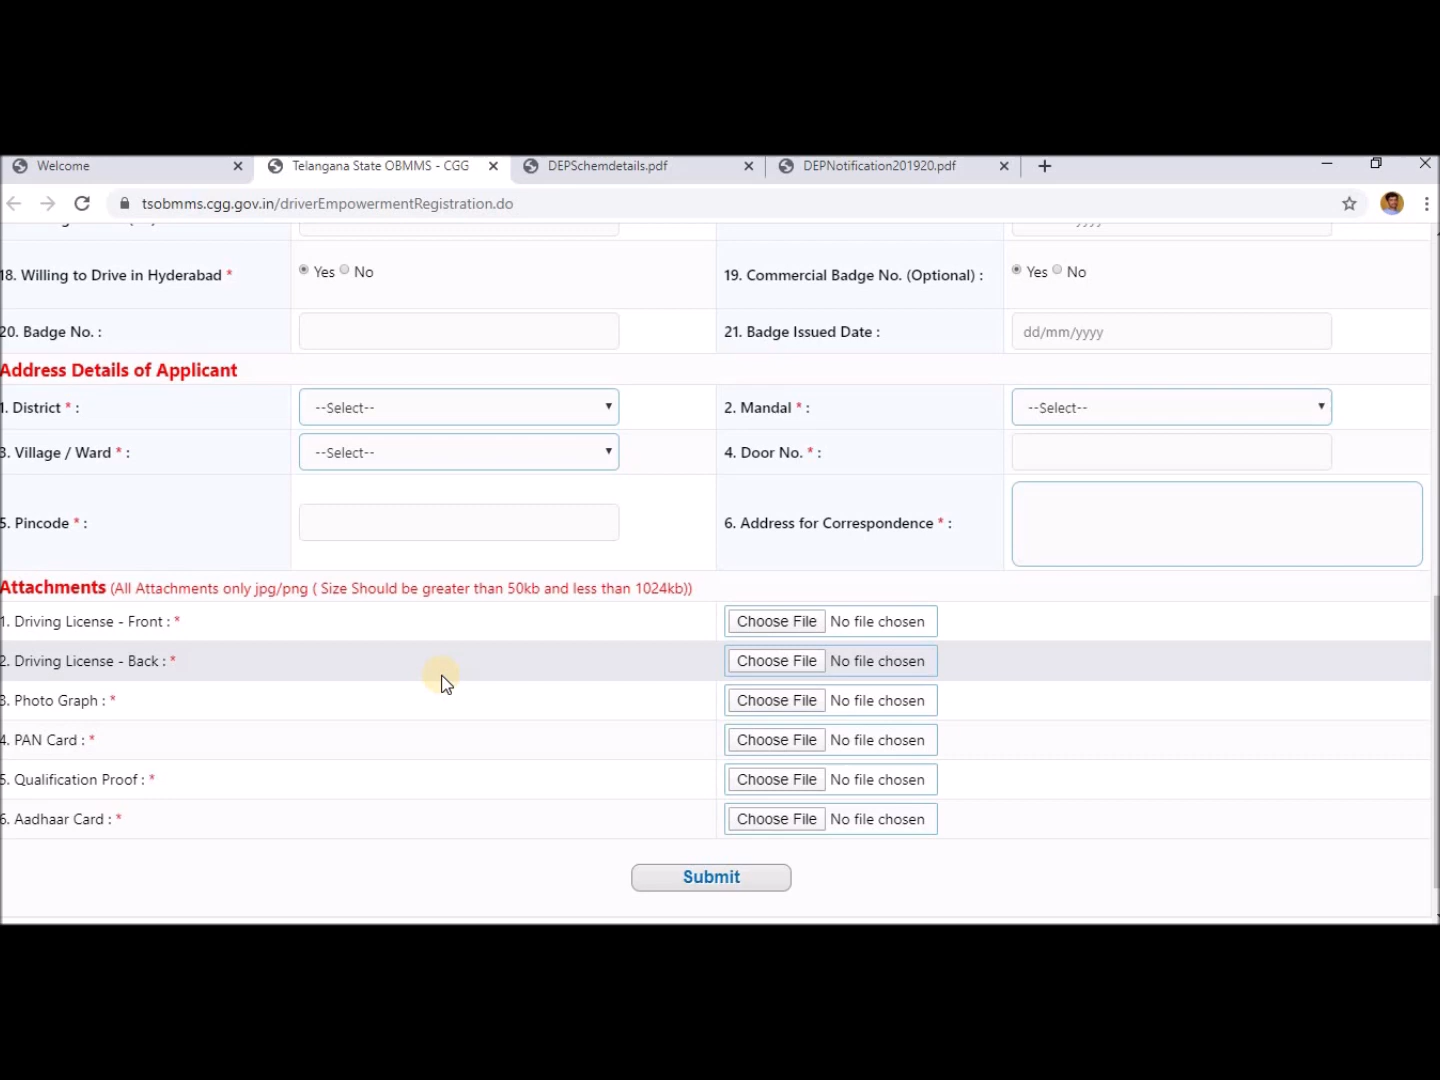 Welcome
Telangana State OBMMS - CGG
DEPSchemdetails.pdf
DEPNotification201920.pdf
tsobmms.cgg.gov.in/driverEmpowermentRegistration.do
18. Willing to Drive in Hyderabad *
Yes No
19. Commercial Badge No. (Optional) :
Yes No
20. Badge No. :
21. Badge Issued Date :
dd/mm/yyyy
Address Details of Applicant
1. District * :
--Select--
2. Mandal * :
--Select--
3. Village / Ward * :
--Select--
4. Door No. * :
5. Pincode * :
6. Address for Correspondence * :
Attachments (All Attachments only jpg/png ( Size Should be greater than 50kb and less than 1024kb))
1. Driving License - Front : *
Choose File No file chosen
2. Driving License - Back : *
Choose File No file chosen
3. Photo Graph : *
Choose File No file chosen
4. PAN Card : *
Choose File No file chosen
5. Qualification Proof : *
Choose File No file chosen
6. Aadhaar Card : *
Choose File No file chosen
Submit